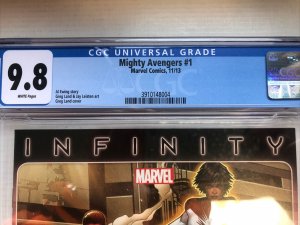 CGC UNIVERSAL GRADE
9.8
WHITE Pages
Mighty Avengers #1
Marvel Comics, 11/13
Al Ewing story
Greg Land & Jay Leisten art
Greg Land cover
3910148004
INFINITY
MARVEL